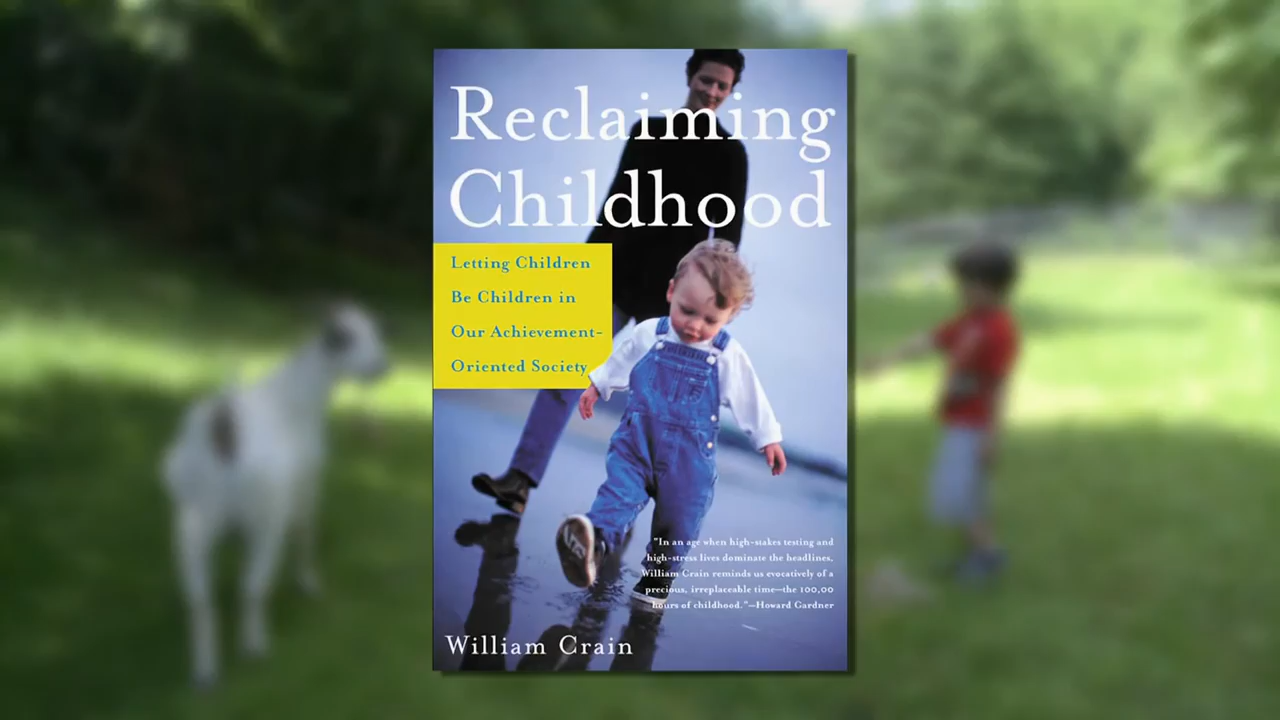 Reclaiming
Childhood
Letting Children
Be Children in
Our Achievement-
Oriented Society
"In an age when high-stakes testing and
high-stress lives dominate the headlines,
William Crain reminds us evocatively of a
precious, irreplaceable time—the 100,00
hours of childhood."—Howard Gardner
William Crain